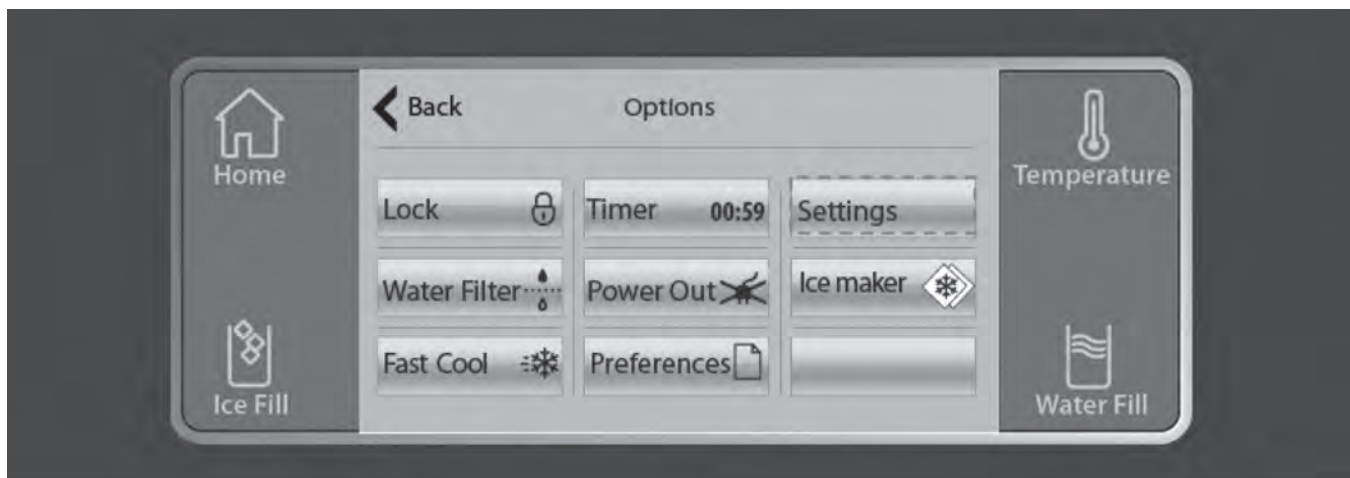 Home
Ice Fill
Back
Options
Lock
Timer 00:59
Settings
Water Filter
Power Out
Ice maker
Fast Cool
Preferences
Temperature
Water Fill